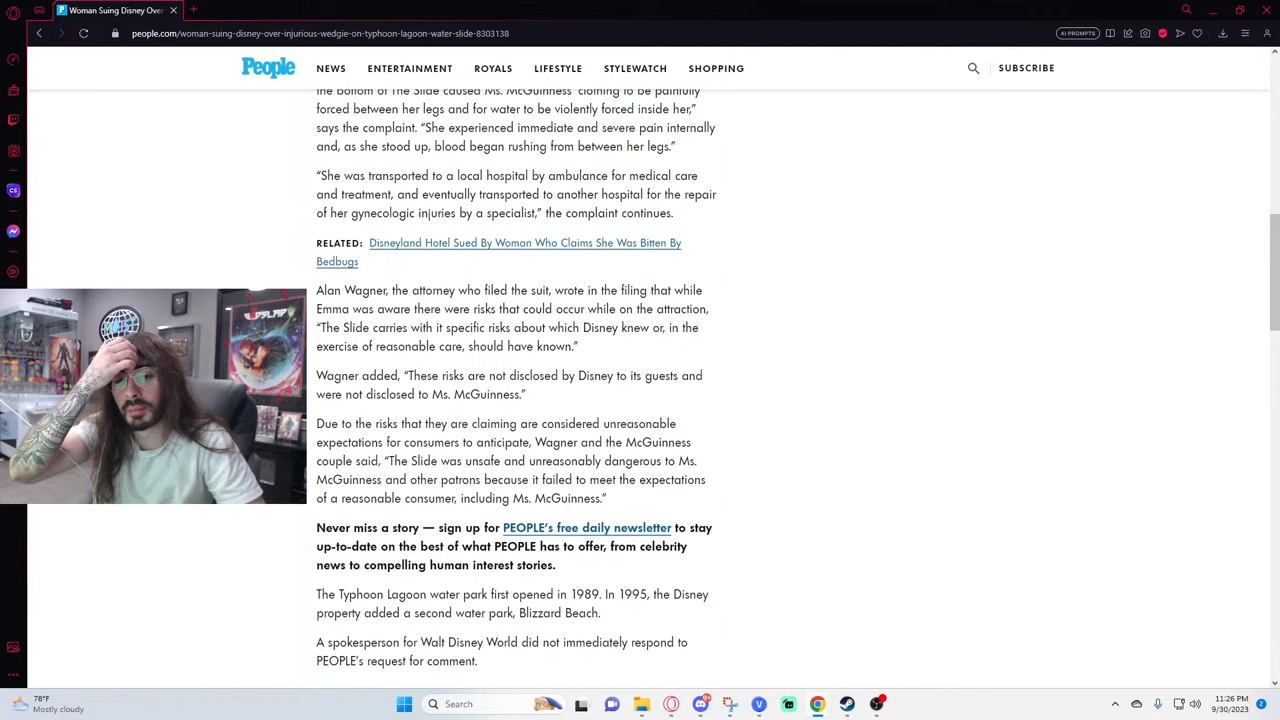 Woman Suing Disney Over
people.com/woman-suing-disney-over-injurious-wedgie-on-typhoon-lagoon-water-slide-8303138
AI PROMPTS
People
NEWS
ENTERTAINMENT
ROYALS
LIFESTYLE
STYLEWATCH
SHOPPING
SUBSCRIBE
the bottom of The Slide caused Ms. McGuinness' clothing to be painfully
forced between her legs and for water to be violently forced inside her,”
says the complaint. “She experienced immediate and severe pain internally
and, as she stood up, blood began rushing from between her legs.”
“She was transported to a local hospital by ambulance for medical care
and treatment, and eventually transported to another hospital for the repair
of her gynecologic injuries by a specialist,” the complaint continues.
RELATED: Disneyland Hotel Sued By Woman Who Claims She Was Bitten By
Bedbugs
Alan Wagner, the attorney who filed the suit, wrote in the filing that while
Emma was aware there were risks that could occur while on the attraction,
“The Slide carries with it specific risks about which Disney knew or, in the
exercise of reasonable care, should have known.”
Wagner added, “These risks are not disclosed by Disney to its guests and
were not disclosed to Ms. McGuinness.”
Due to the risks that they are claiming are considered unreasonable
expectations for consumers to anticipate, Wagner and the McGuinness
couple said, “The Slide was unsafe and unreasonably dangerous to Ms.
McGuinness and other patrons because it failed to meet the expectations
of a reasonable consumer, including Ms. McGuinness.”
Never miss a story — sign up for PEOPLE's free daily newsletter to stay
up-to-date on the best of what PEOPLE has to offer, from celebrity
news to compelling human interest stories.
The Typhoon Lagoon water park first opened in 1989. In 1995, the Disney
property added a second water park, Blizzard Beach.
A spokesperson for Walt Disney World did not immediately respond to
PEOPLE's request for comment.
GODSLAP
78°F
Mostly cloudy
Search
11:26 PM
9/30/2023